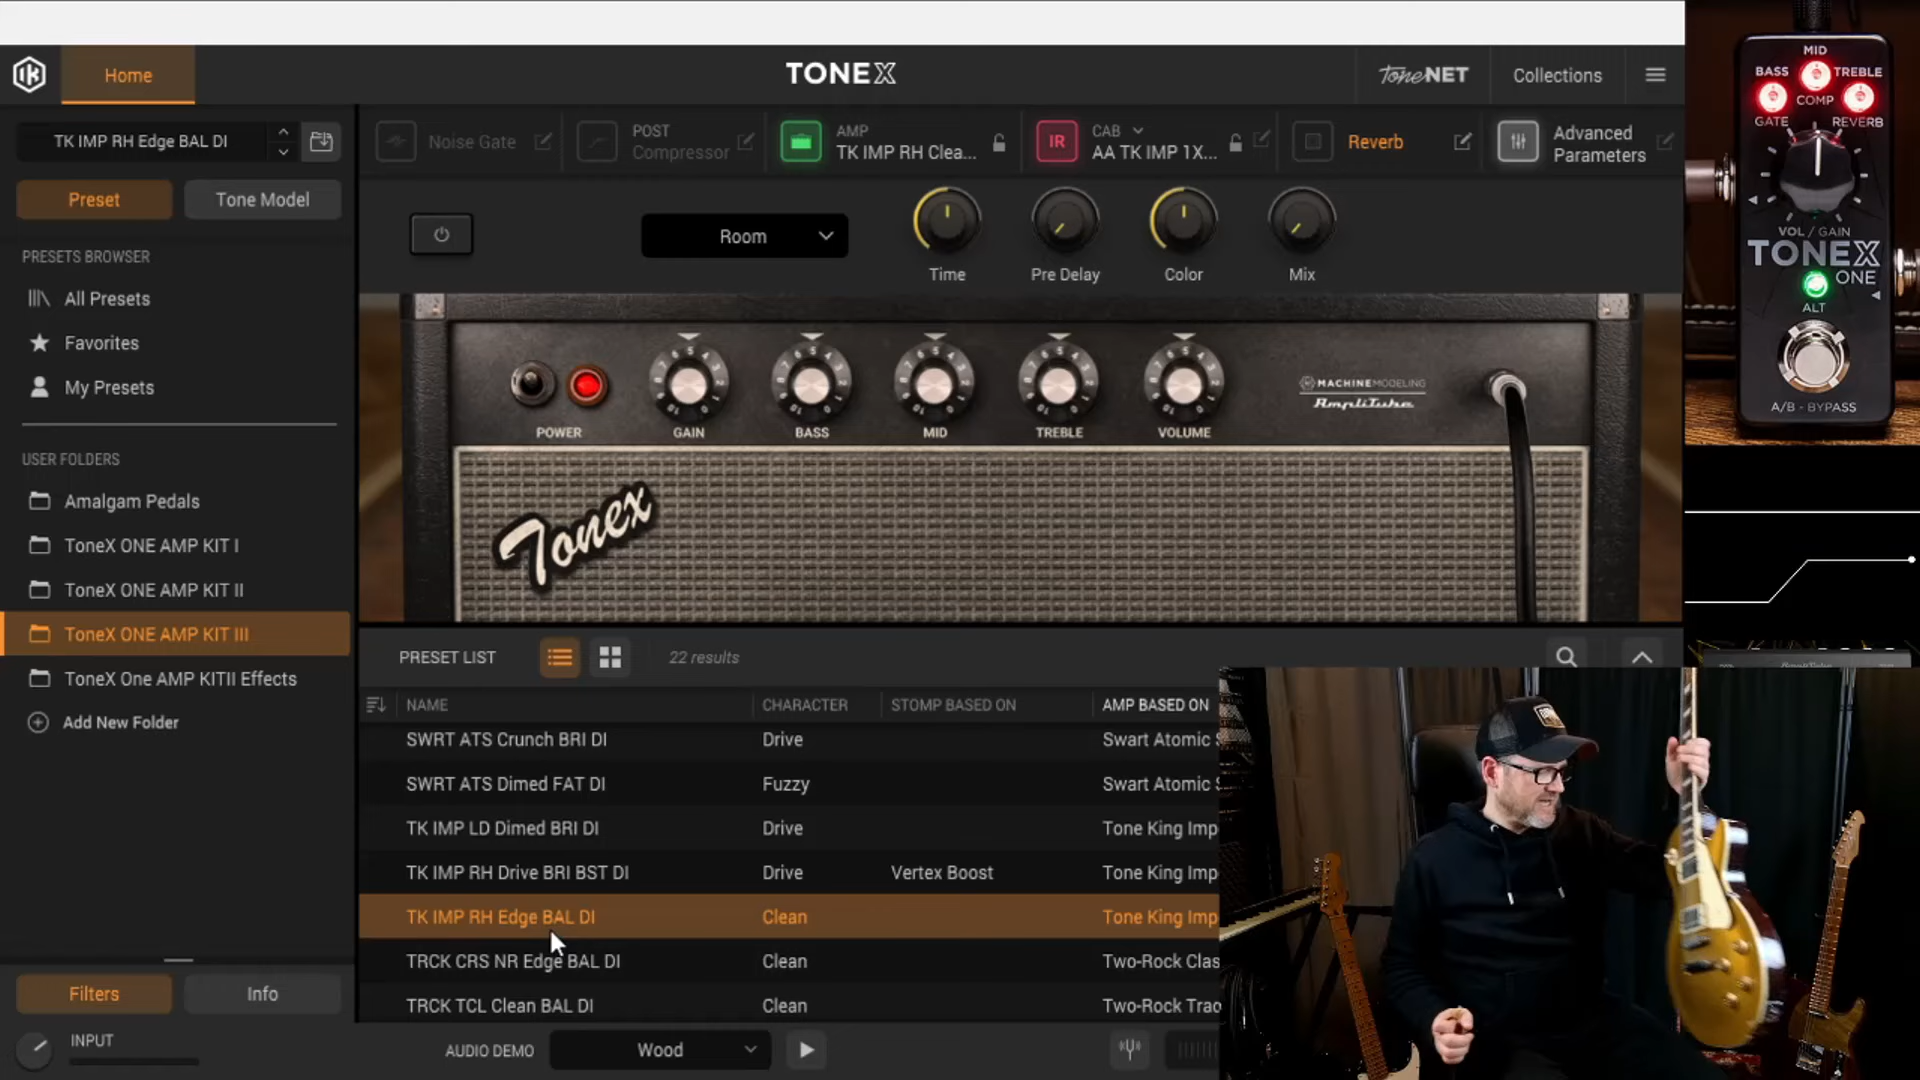 Home
TONEX
ToneNET
Collections
TK IMP RH Edge BAL DI
Noise Gate
POST
Compressor
AMP
TK IMP RH Clea...
IR
CAB
AA TK IMP 1X...
Reverb
Advanced
Parameters
Preset
Tone Model
Room
Time
Pre Delay
Color
Mix
PRESETS BROWSER
All Presets
Favorites
My Presets
USER FOLDERS
Amalgam Pedals
ToneX ONE AMP KIT I
ToneX ONE AMP KIT II
ToneX ONE AMP KIT III
ToneX One AMP KITII Effects
Add New Folder
Filters
Info
INPUT
POWER
GAIN
BASS
MID
TREBLE
VOLUME
MACHINEMODELING
AmpliTube
Tonex
PRESET LIST
22 results
NAME
CHARACTER
STOMP BASED ON
AMP BASED ON
SWRT ATS Crunch BRI DI
Drive
Swart Atomic S
SWRT ATS Dimed FAT DI
Fuzzy
Swart Atomic S
TK IMP LD Dimed BRI DI
Drive
Tone King Imp
TK IMP RH Drive BRI BST DI
Drive
Vertex Boost
Tone King Imp
TK IMP RH Edge BAL DI
Clean
Tone King Imp
TRCK CRS NR Edge BAL DI
Clean
Two-Rock Clas
TRCK TCL Clean BAL DI
Clean
Two-Rock Trad
AUDIO DEMO
Wood
MID
BASS
TREBLE
COMP
GATE
REVERB
VOL / GAIN
TONEX
ONE
ALT
A/B - BYPASS